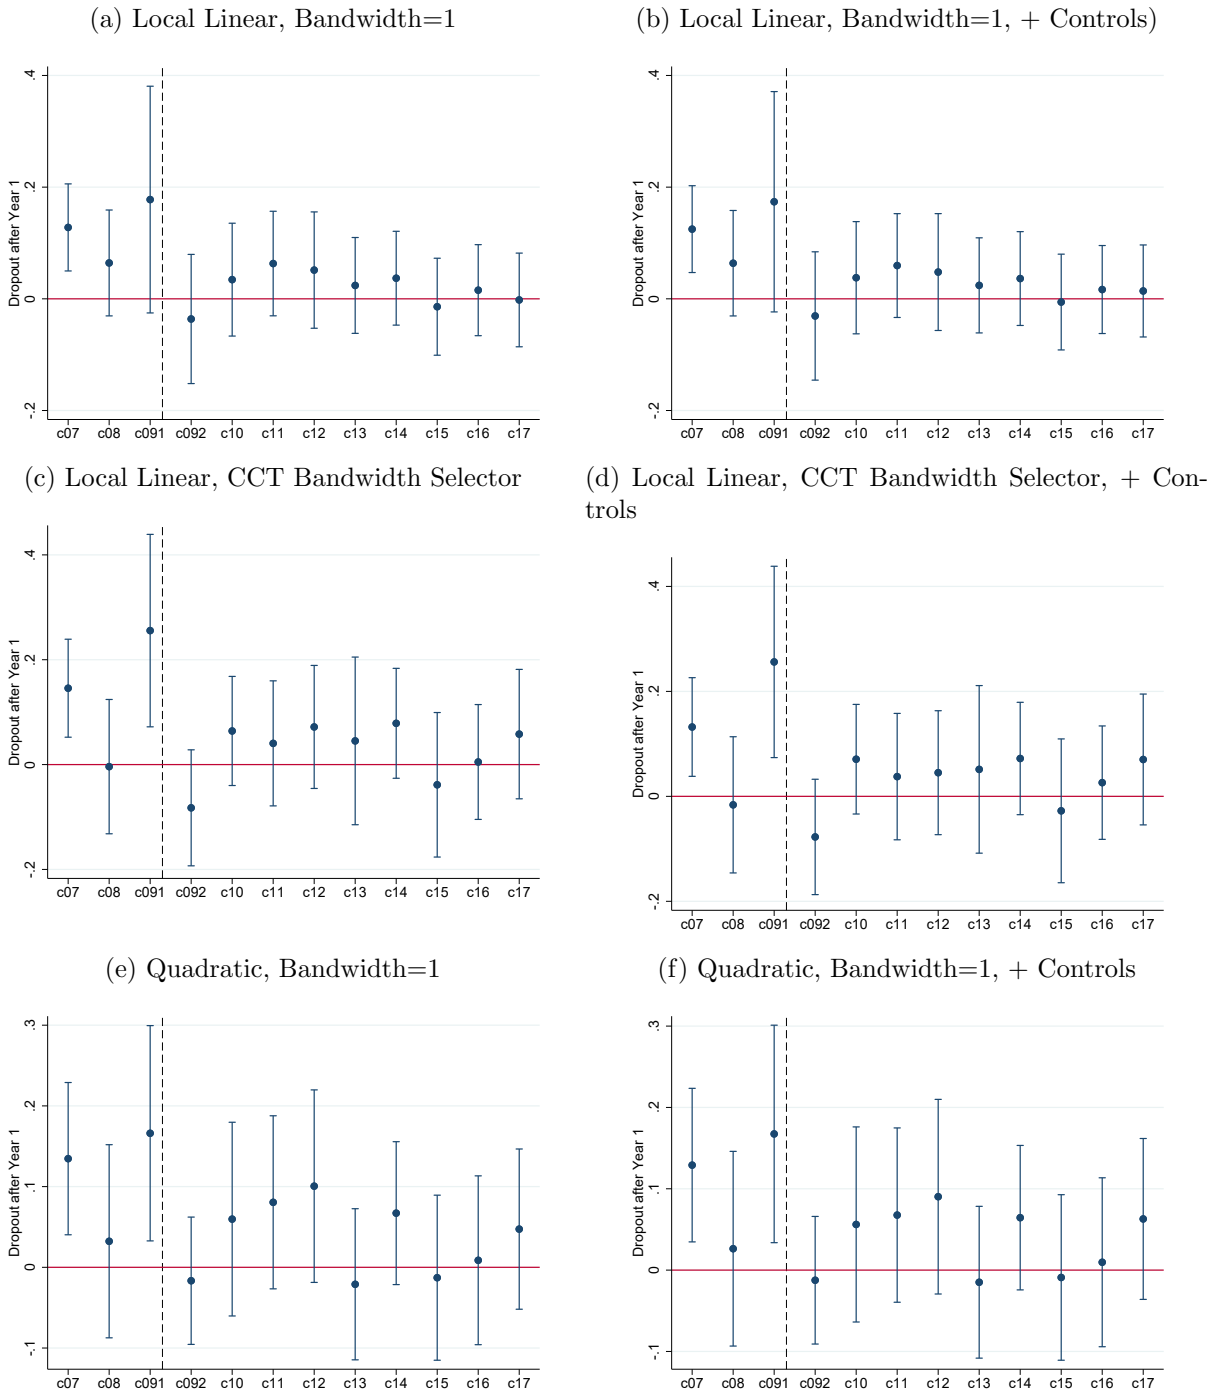 (a) Local Linear, Bandwidth=1
Dropout after Year 1
.4
.2
0
-.2
c07 c08 c091 c092 c10 c11 c12 c13 c14 c15 c16 c17
(b) Local Linear, Bandwidth=1, + Controls)
Dropout after Year 1
.4
.2
0
-.2
c07 c08 c091 c092 c10 c11 c12 c13 c14 c15 c16 c17
(c) Local Linear, CCT Bandwidth Selector
Dropout after Year 1
.4
.2
0
-.2
c07 c08 c091 c092 c10 c11 c12 c13 c14 c15 c16 c17
(d) Local Linear, CCT Bandwidth Selector, + Con-
trols
Dropout after Year 1
.4
.2
0
-.2
c07 c08 c091 c092 c10 c11 c12 c13 c14 c15 c16 c17
(e) Quadratic, Bandwidth=1
Dropout after Year 1
.3
.2
.1
0
-.1
c07 c08 c091 c092 c10 c11 c12 c13 c14 c15 c16 c17
(f) Quadratic, Bandwidth=1, + Controls
Dropout after Year 1
.3
.2
.1
0
-.1
c07 c08 c091 c092 c10 c11 c12 c13 c14 c15 c16 c17